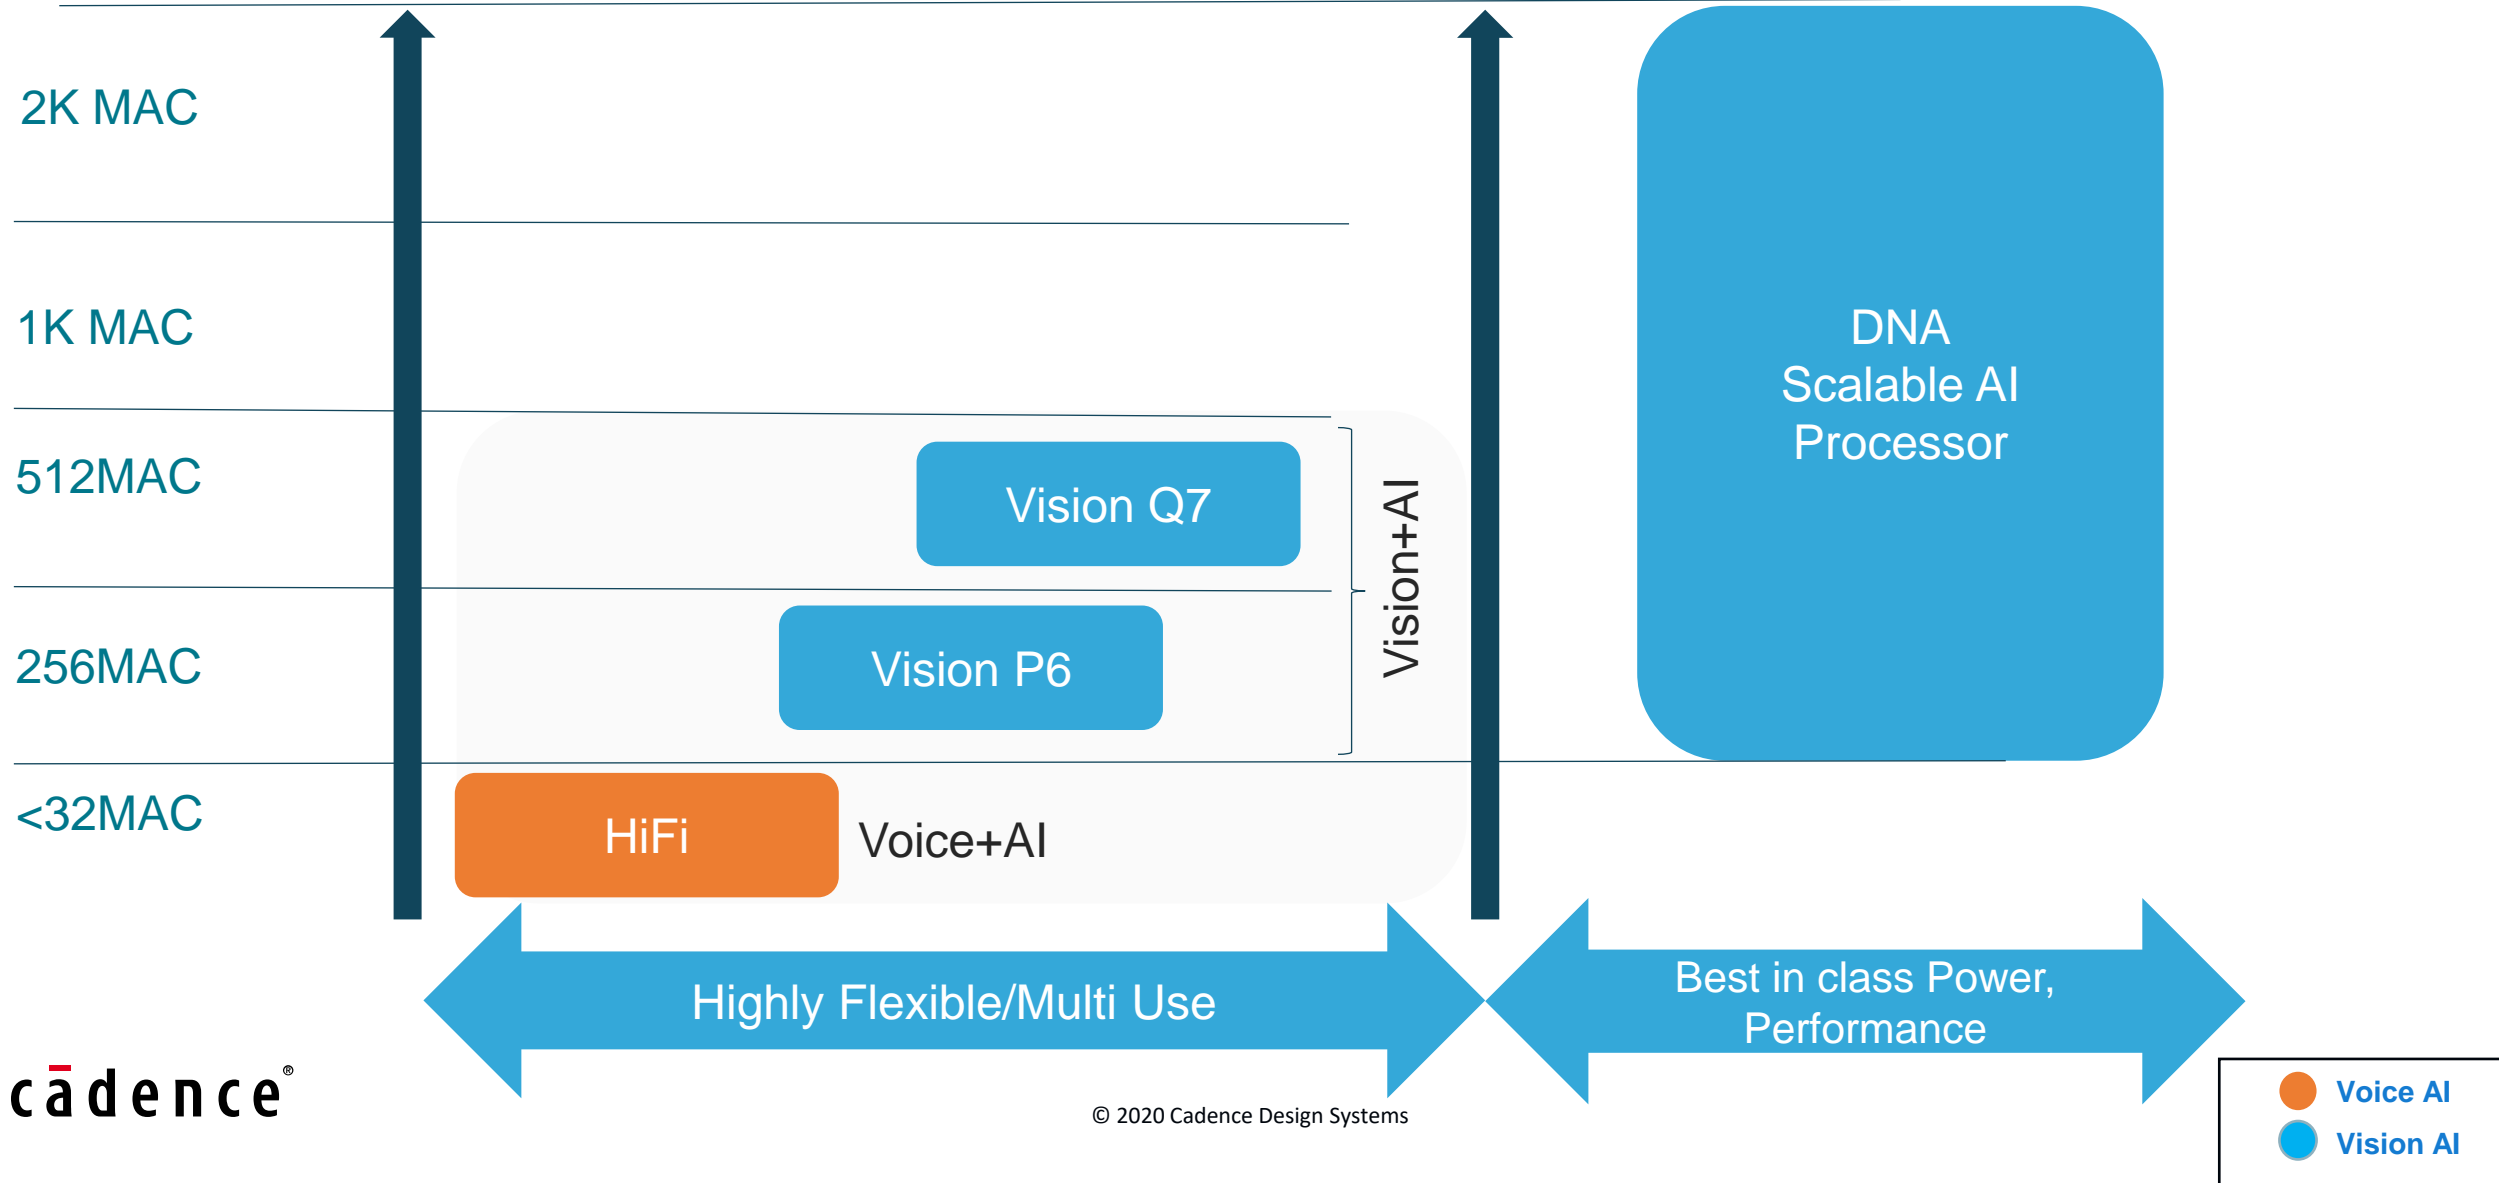 2K MAC
1K MAC
DNA
Scalable AI
Processor
512MAC
Vision Q7
Vision+AI
256MAC
Vision P6
<32MAC
HiFi
Voice+AI
Highly Flexible/Multi Use
Best in class Power,
Performance
cādence®
© 2020 Cadence Design Systems
Voice AI
Vision AI